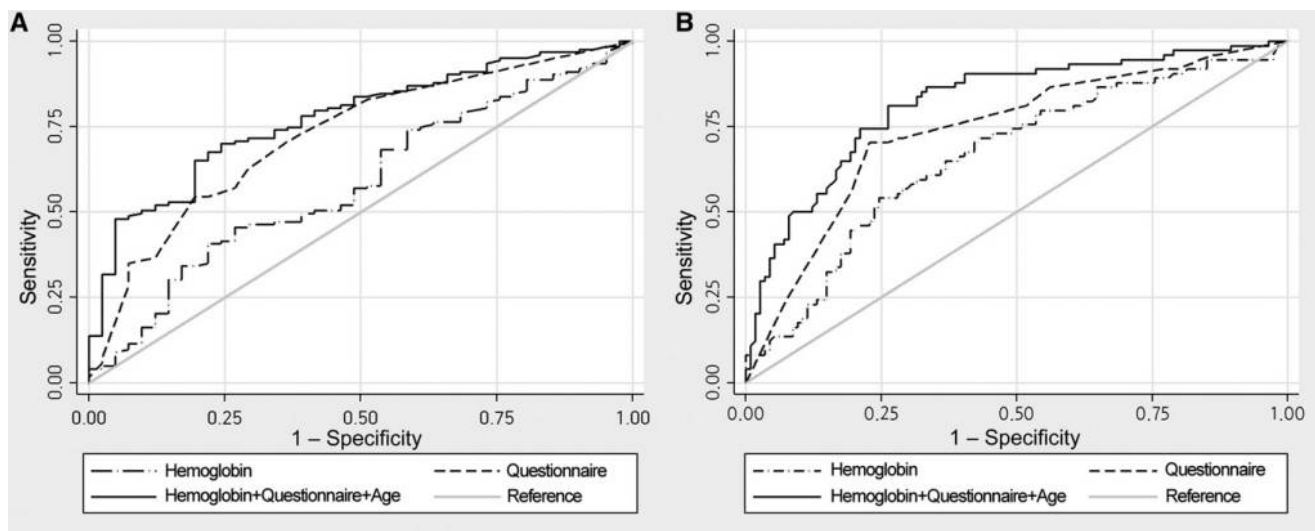 A
Sensitivity
1.00
0.75
0.50
0.25
0.00
0.00 0.25 0.50 0.75 1.00
1 – Specificity
Hemoglobin Questionnaire
Hemoglobin+Questionnaire+Age Reference
B
Sensitivity
1.00
0.75
0.50
0.25
0.00
0.00 0.25 0.50 0.75 1.00
1 – Specificity
Hemoglobin Questionnaire
Hemoglobin+Questionnaire+Age Reference